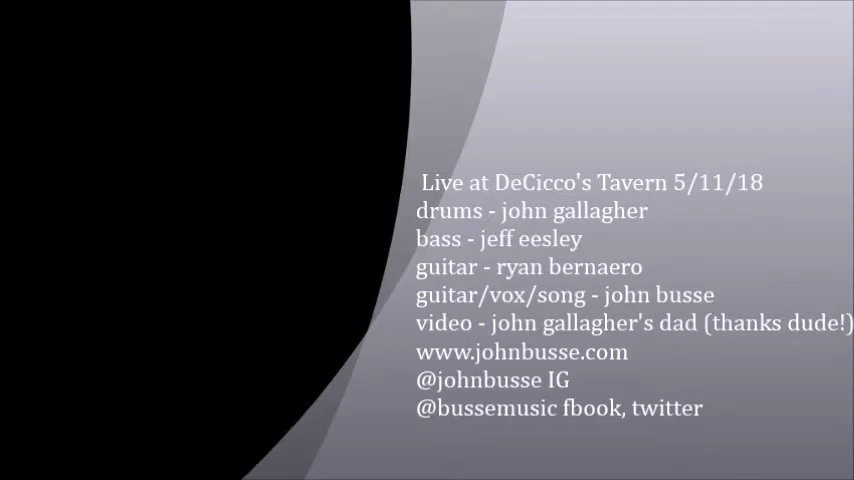 Live at DeCicco's Tavern 5/11/18
drums - john gallagher
bass - jeff eesley
guitar - ryan bernaero
guitar/vox/song - john busse
video - john gallagher's dad (thanks dude!)
www.johnbusse.com
@johnbusse IG
@bussemusic fbook, twitter